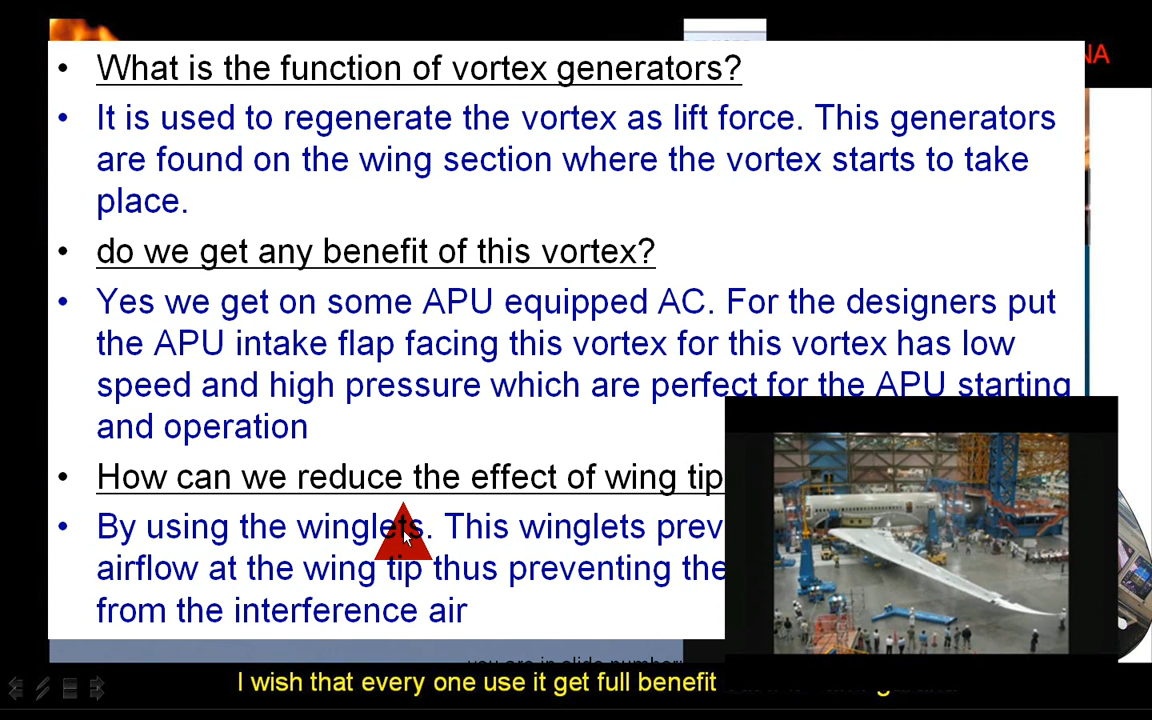 NA
What is the function of vortex generators?
It is used to regenerate the vortex as lift force. This generators
are found on the wing section where the vortex starts to take
place.
do we get any benefit of this vortex?
Yes we get on some APU equipped AC. For the designers put
the APU intake flap facing this vortex for this vortex has low
speed and high pressure which are perfect for the APU starting
and operation
How can we reduce the effect of wing tip
By using the winglets. This winglets prev
airflow at the wing tip thus preventing the
from the interference air
you are in slide number
I wish that every one use it get full benefit